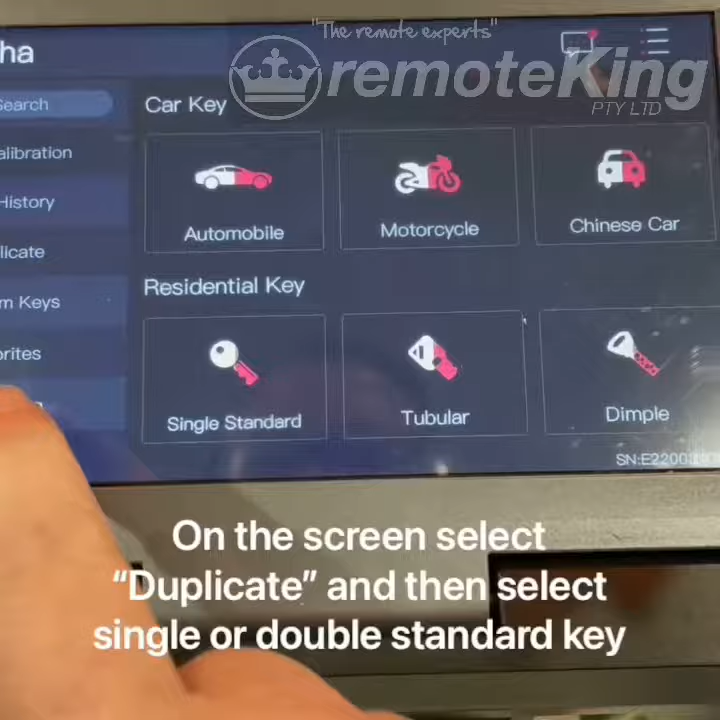 "The remote experts"
remoteKing
PTY LTD
ha
Search
Car Key
alibration
History
Automobile
Motorcycle
Chinese Car
licate
Residential Key
m Keys
orites
Single Standard
Tubular
Dimple
On the screen select
“Duplicate” and then select
single or double standard key